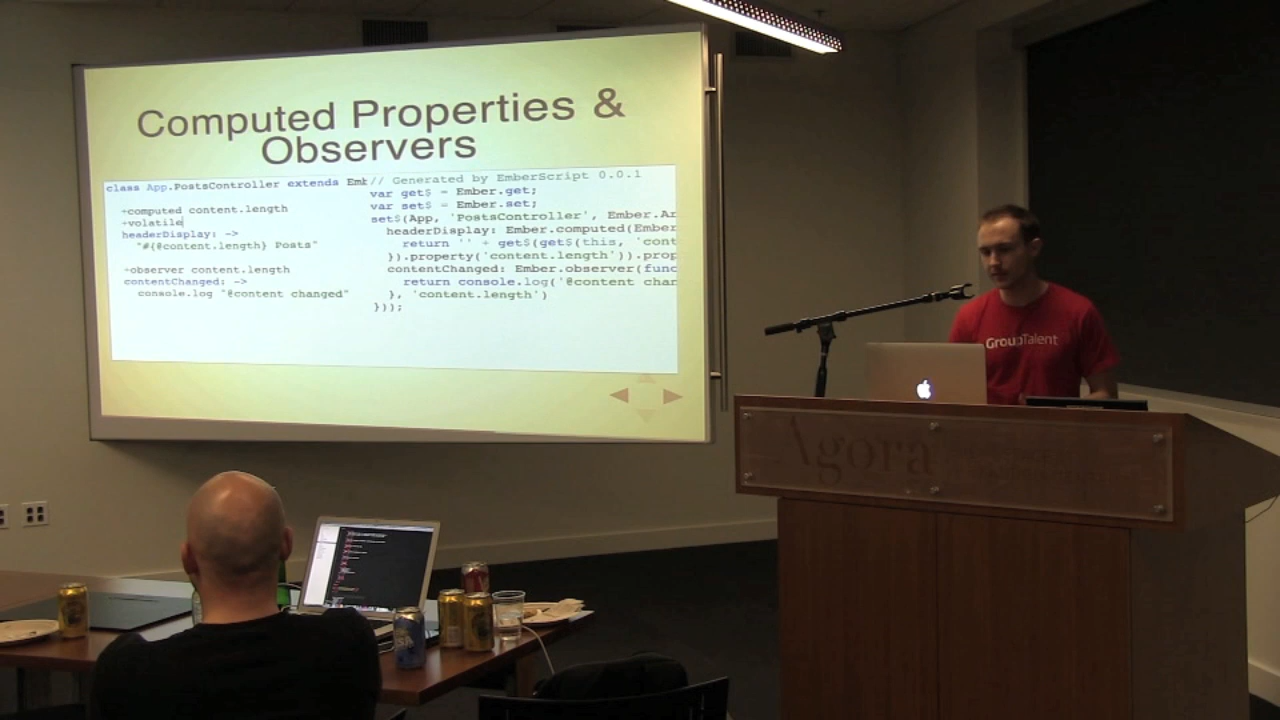 Computed Properties &
Observers
class App.PostsController extends Emb
+computed content.length
+volatile
headerDisplay: ->
"#{@content.length} Posts"
+observer content.length
contentChanged: ->
console.log "@content changed"
// Generated by EmberScript 0.0.1
var get$ = Ember.get;
var set$ = Ember.set;
set$(App, 'PostsController', Ember.Ar
headerDisplay: Ember.computed(Ember
return '' + get$(get$(this, 'cont
}).property('content.length')).prop
contentChanged: Ember.observer(func
return console.log('@content chan
}, 'content.length')
}));
GroupTalent
Agora